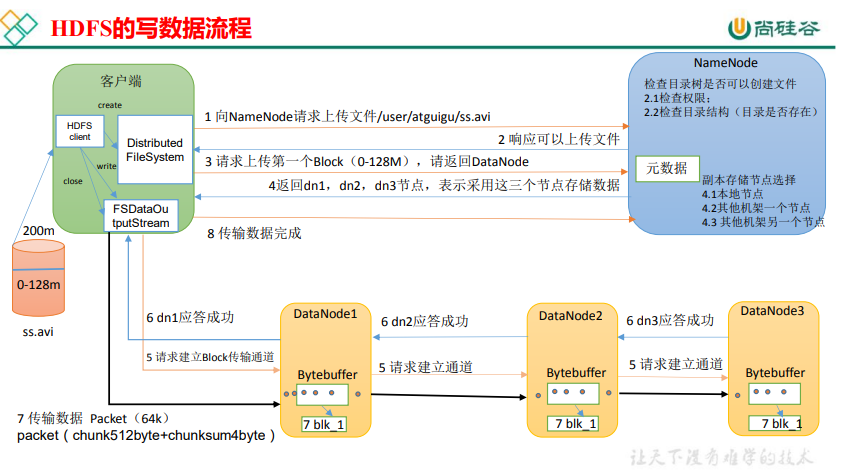 HDFS的写数据流程
尚硅谷
客户端
create
HDFS
client
Distributed
FileSystem
write
close
FSDataOu
tputStream
200m
0-128m
ss.avi
1 向NameNode请求上传文件/user/atguigu/ss.avi
2 响应可以上传文件
3 请求上传第一个Block（0-128M），请返回DataNode
4返回dn1，dn2，dn3节点，表示采用这三个节点存储数据
8 传输数据完成
NameNode
检查目录树是否可以创建文件
2.1检查权限；
2.2检查目录结构（目录是否存在）
元数据
副本存储节点选择
4.1本地节点
4.2其他机架一个节点
4.3 其他机架另一个节点
6 dn1应答成功
5 请求建立Block传输通道
DataNode1
Bytebuffer
7 blk_1
6 dn2应答成功
5 请求建立通道
DataNode2
Bytebuffer
7 blk_1
6 dn3应答成功
5 请求建立通道
DataNode3
Bytebuffer
7 blk_1
7 传输数据 Packet（64k）
packet（chunk512byte+chunksum4byte）
让天下没有难学的技术